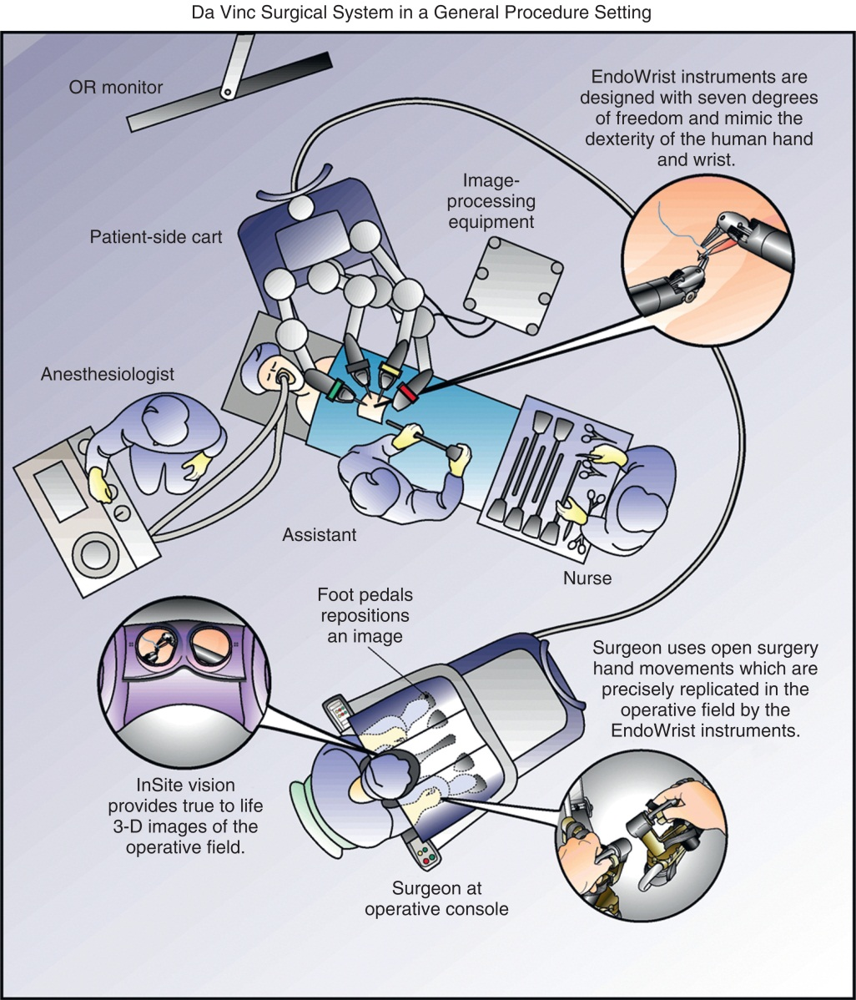 Da Vinc Surgical System in a General Procedure Setting
OR monitor
EndoWrist instruments are
designed with seven degrees
of freedom and mimic the
dexterity of the human hand
and wrist.
Image-
processing
equipment
Patient-side cart
Anesthesiologist
Assistant
Nurse
Foot pedals
repositions
an image
Surgeon uses open surgery
hand movements which are
precisely replicated in the
operative field by the
EndoWrist instruments.
InSite vision
provides true to life
3-D images of the
operative field.
Surgeon at
operative console